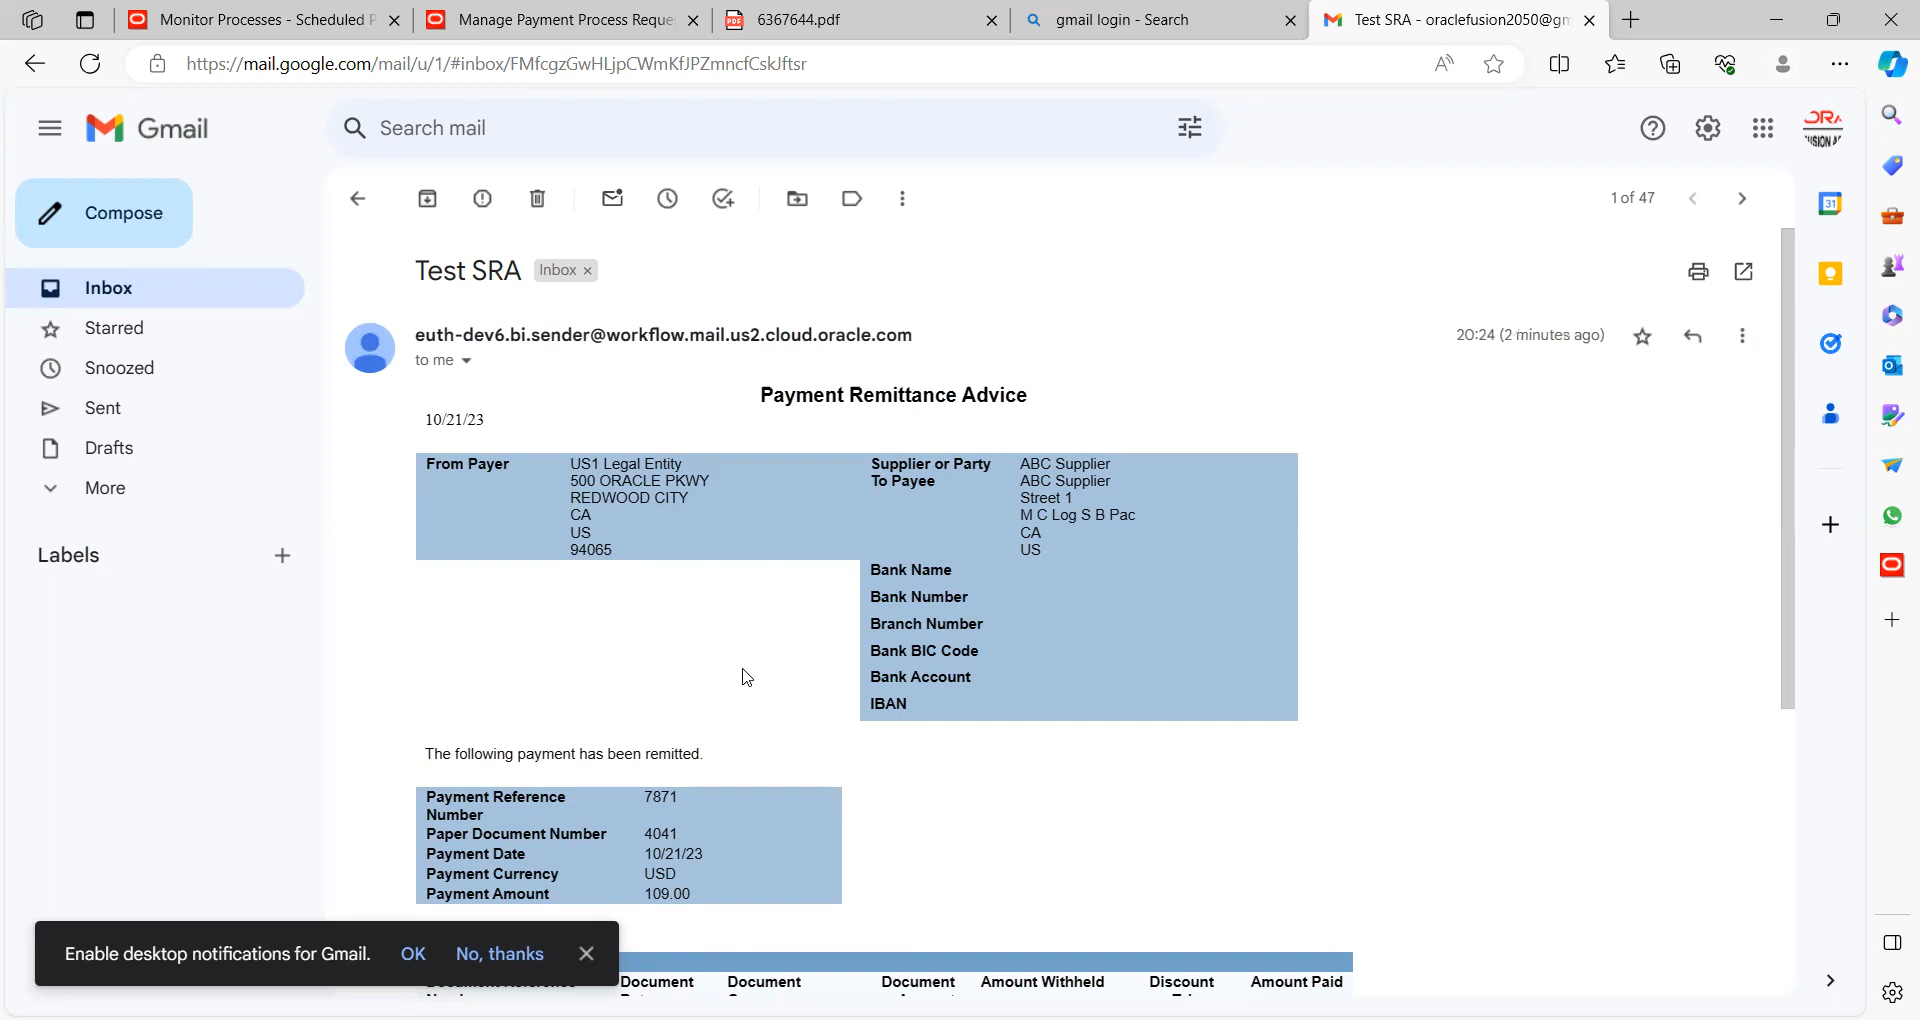 Monitor Processes - Scheduled P
Manage Payment Process Reque
PDF 6367644.pdf
gmail login - Search
Test SRA - oraclefusion2050@gm
https://mail.google.com/mail/u/1/#inbox/FMfcgzGwHLjpCWmKfJPZmncfCskJftsr
Gmail
Search mail
Compose
1 of 47
31
Test SRA
Inbox ×
Inbox
Starred
Snoozed
Sent
Drafts
More
Labels
euth-dev6.bi.sender@workflow.mail.us2.cloud.oracle.com
20:24 (2 minutes ago)
to me
Payment Remittance Advice
10/21/23
From Payer US1 Legal Entity Supplier or Party ABC Supplier
500 ORACLE PKWY To Payee ABC Supplier
REDWOOD CITY Street 1
CA M C Log S B Pac
US CA
94065 US
Bank Name
Bank Number
Branch Number
Bank BIC Code
Bank Account
IBAN
The following payment has been remitted.
Payment Reference 7871
Number
Paper Document Number 4041
Payment Date 10/21/23
Payment Currency USD
Payment Amount 109.00
Enable desktop notifications for Gmail. OK No, thanks
Document Document Document Amount Withheld Discount Amount Paid